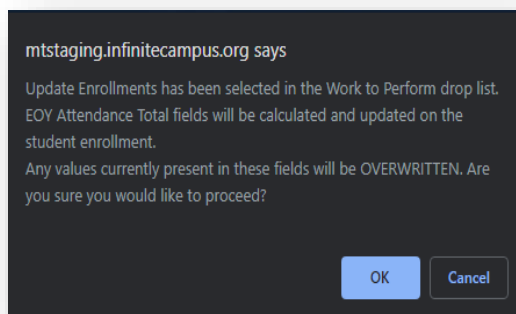 mtstaging.infinitecampus.org says
Update Enrollments has been selected in the Work to Perform drop list.
EOY Attendance Total fields will be calculated and updated on the
student enrollment.
Any values currently present in these fields will be OVERWRITTEN. Are
you sure you would like to proceed?
OK
Cancel